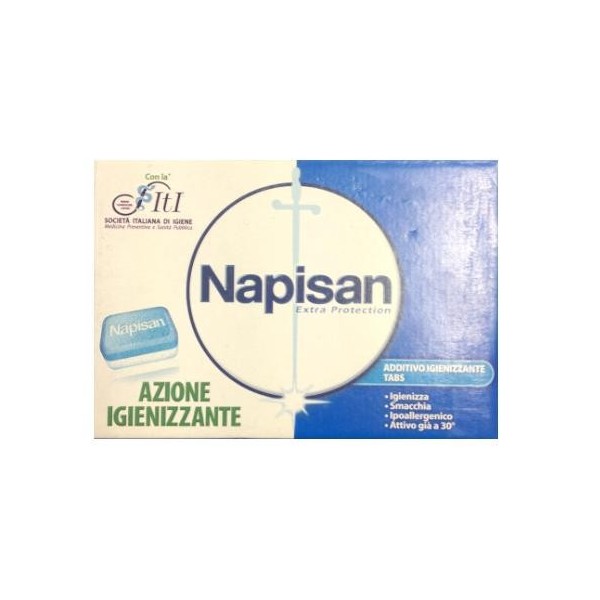 Con la
ItI
SOCIETÀ ITALIANA DI IGIENE
Medicina Preventiva e Sanità Pubblica
Napisan
Extra Protection
Napisan
AZIONE
IGIENIZZANTE
ADDITIVO IGIENIZZANTE
TABS
• Igienizza
• Smacchia
• Ipoallergenico
• Attivo già a 30°